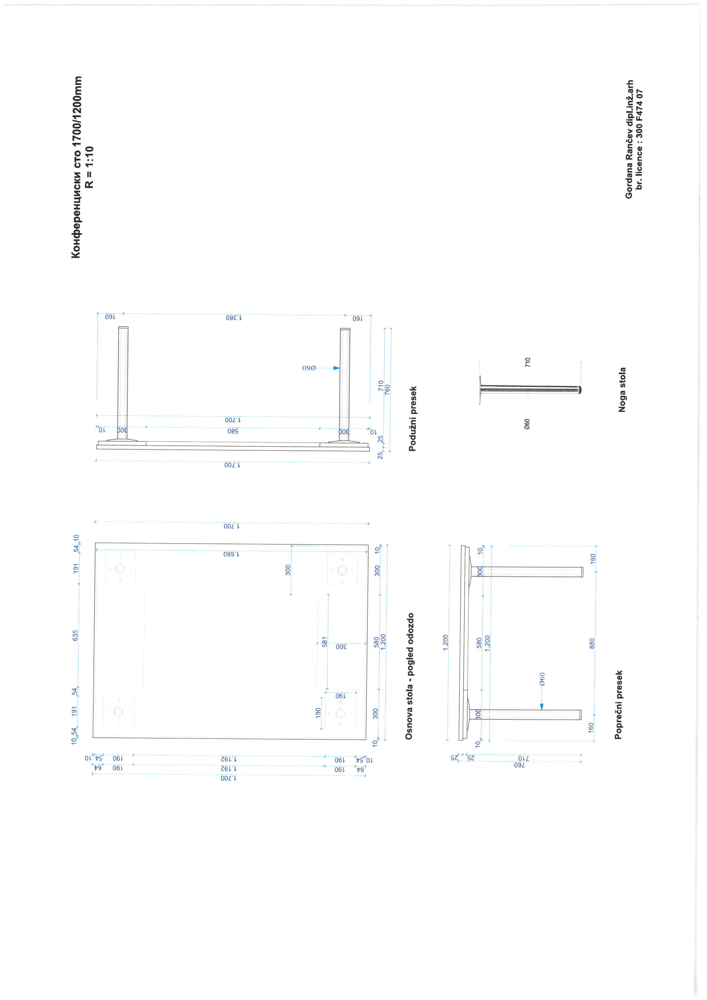 Конференциски сто 1700/1200mm
R = 1:10
10 54 191 54 635 191 54 10
10 54 190 1.192 190 54 10
64 190 1.192 190 64
1.700
1.680
1.700
300
581
300
190
190
10 300 580 300 10
1.200
Osnova stola - pogled odozdo
160 1.380 160
Ø60
1.700
10 300 580 300 10
1.700
25 25 710
760
Podužni presek
1.200
10 300 580 300 10
1.200
Ø60
160 880 160
25 25 710
760
Poprečni presek
710
Ø60
Noga stola
Gordana Rančev dipl.inž.arh
br. licence : 300 F474 07